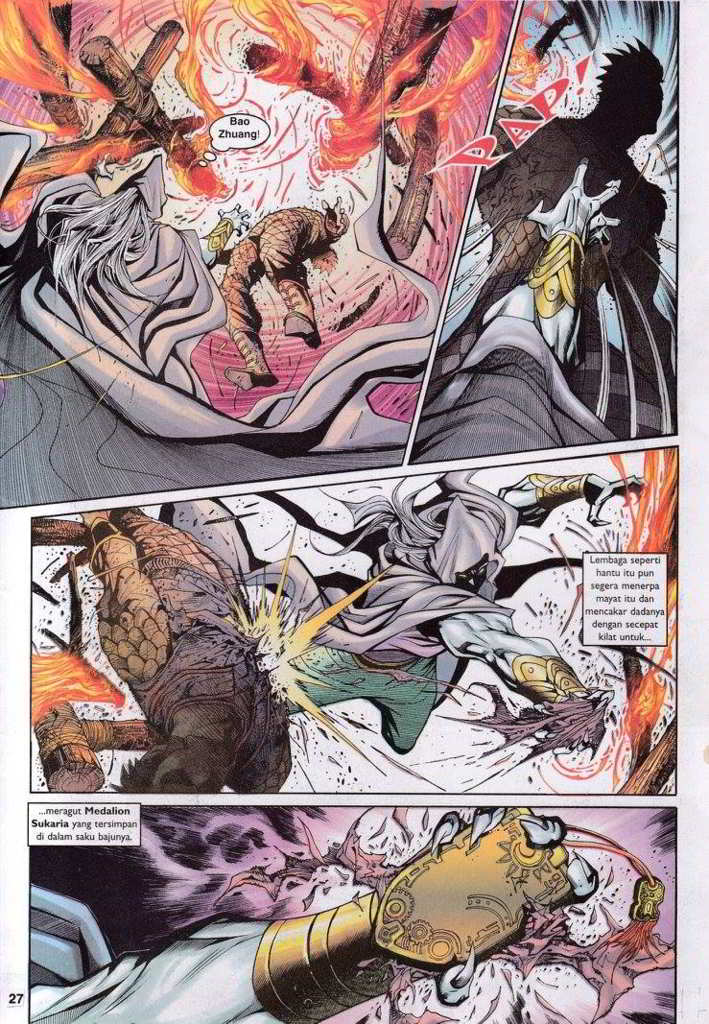 Bao
Zhuang!
PAP!
Lembaga seperti
hantu itu pun
segera menerpa
mayat itu dan
mencakar dadanya
dengan secepat
kilat untuk...
...meragut Medalion
Sukaria yang tersimpan
di dalam saku bajunya.
27